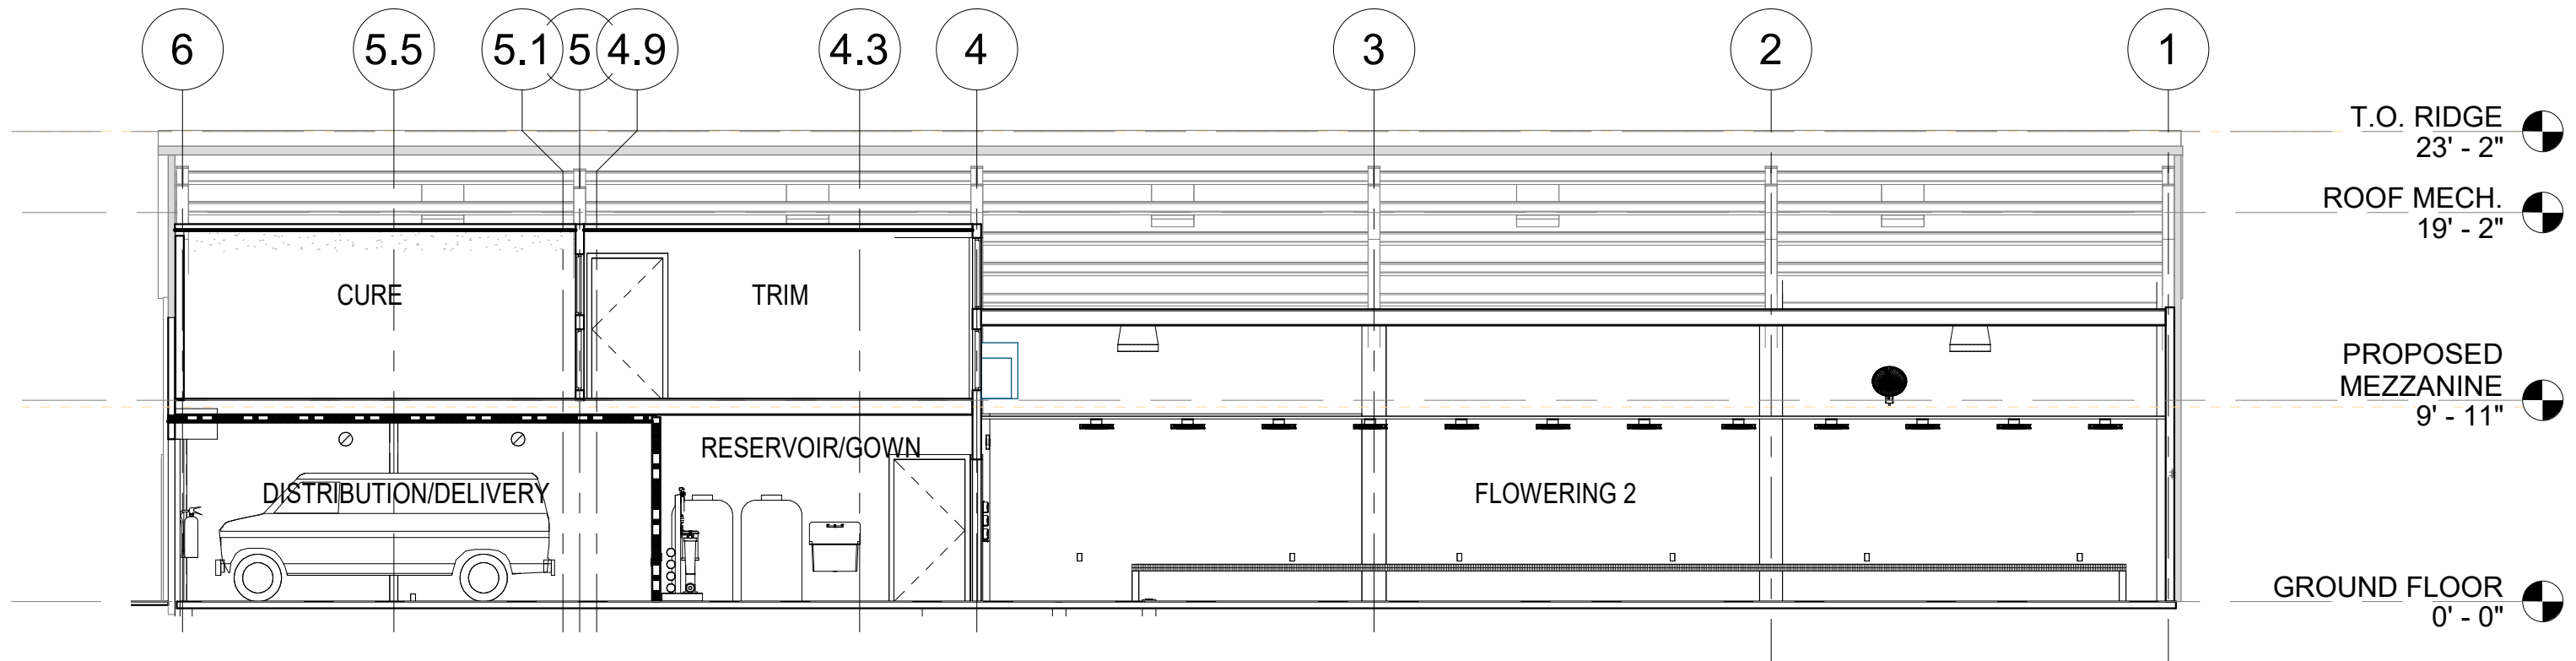 6
5.5
5.1
5
4.9
4.3
4
3
2
1
T.O. RIDGE
23' - 2"
ROOF MECH.
19' - 2"
CURE
TRIM
PROPOSED
MEZZANINE
9' - 11"
RESERVOIR/GOWN
DISTRIBUTION/DELIVERY
FLOWERING 2
GROUND FLOOR
0' - 0"